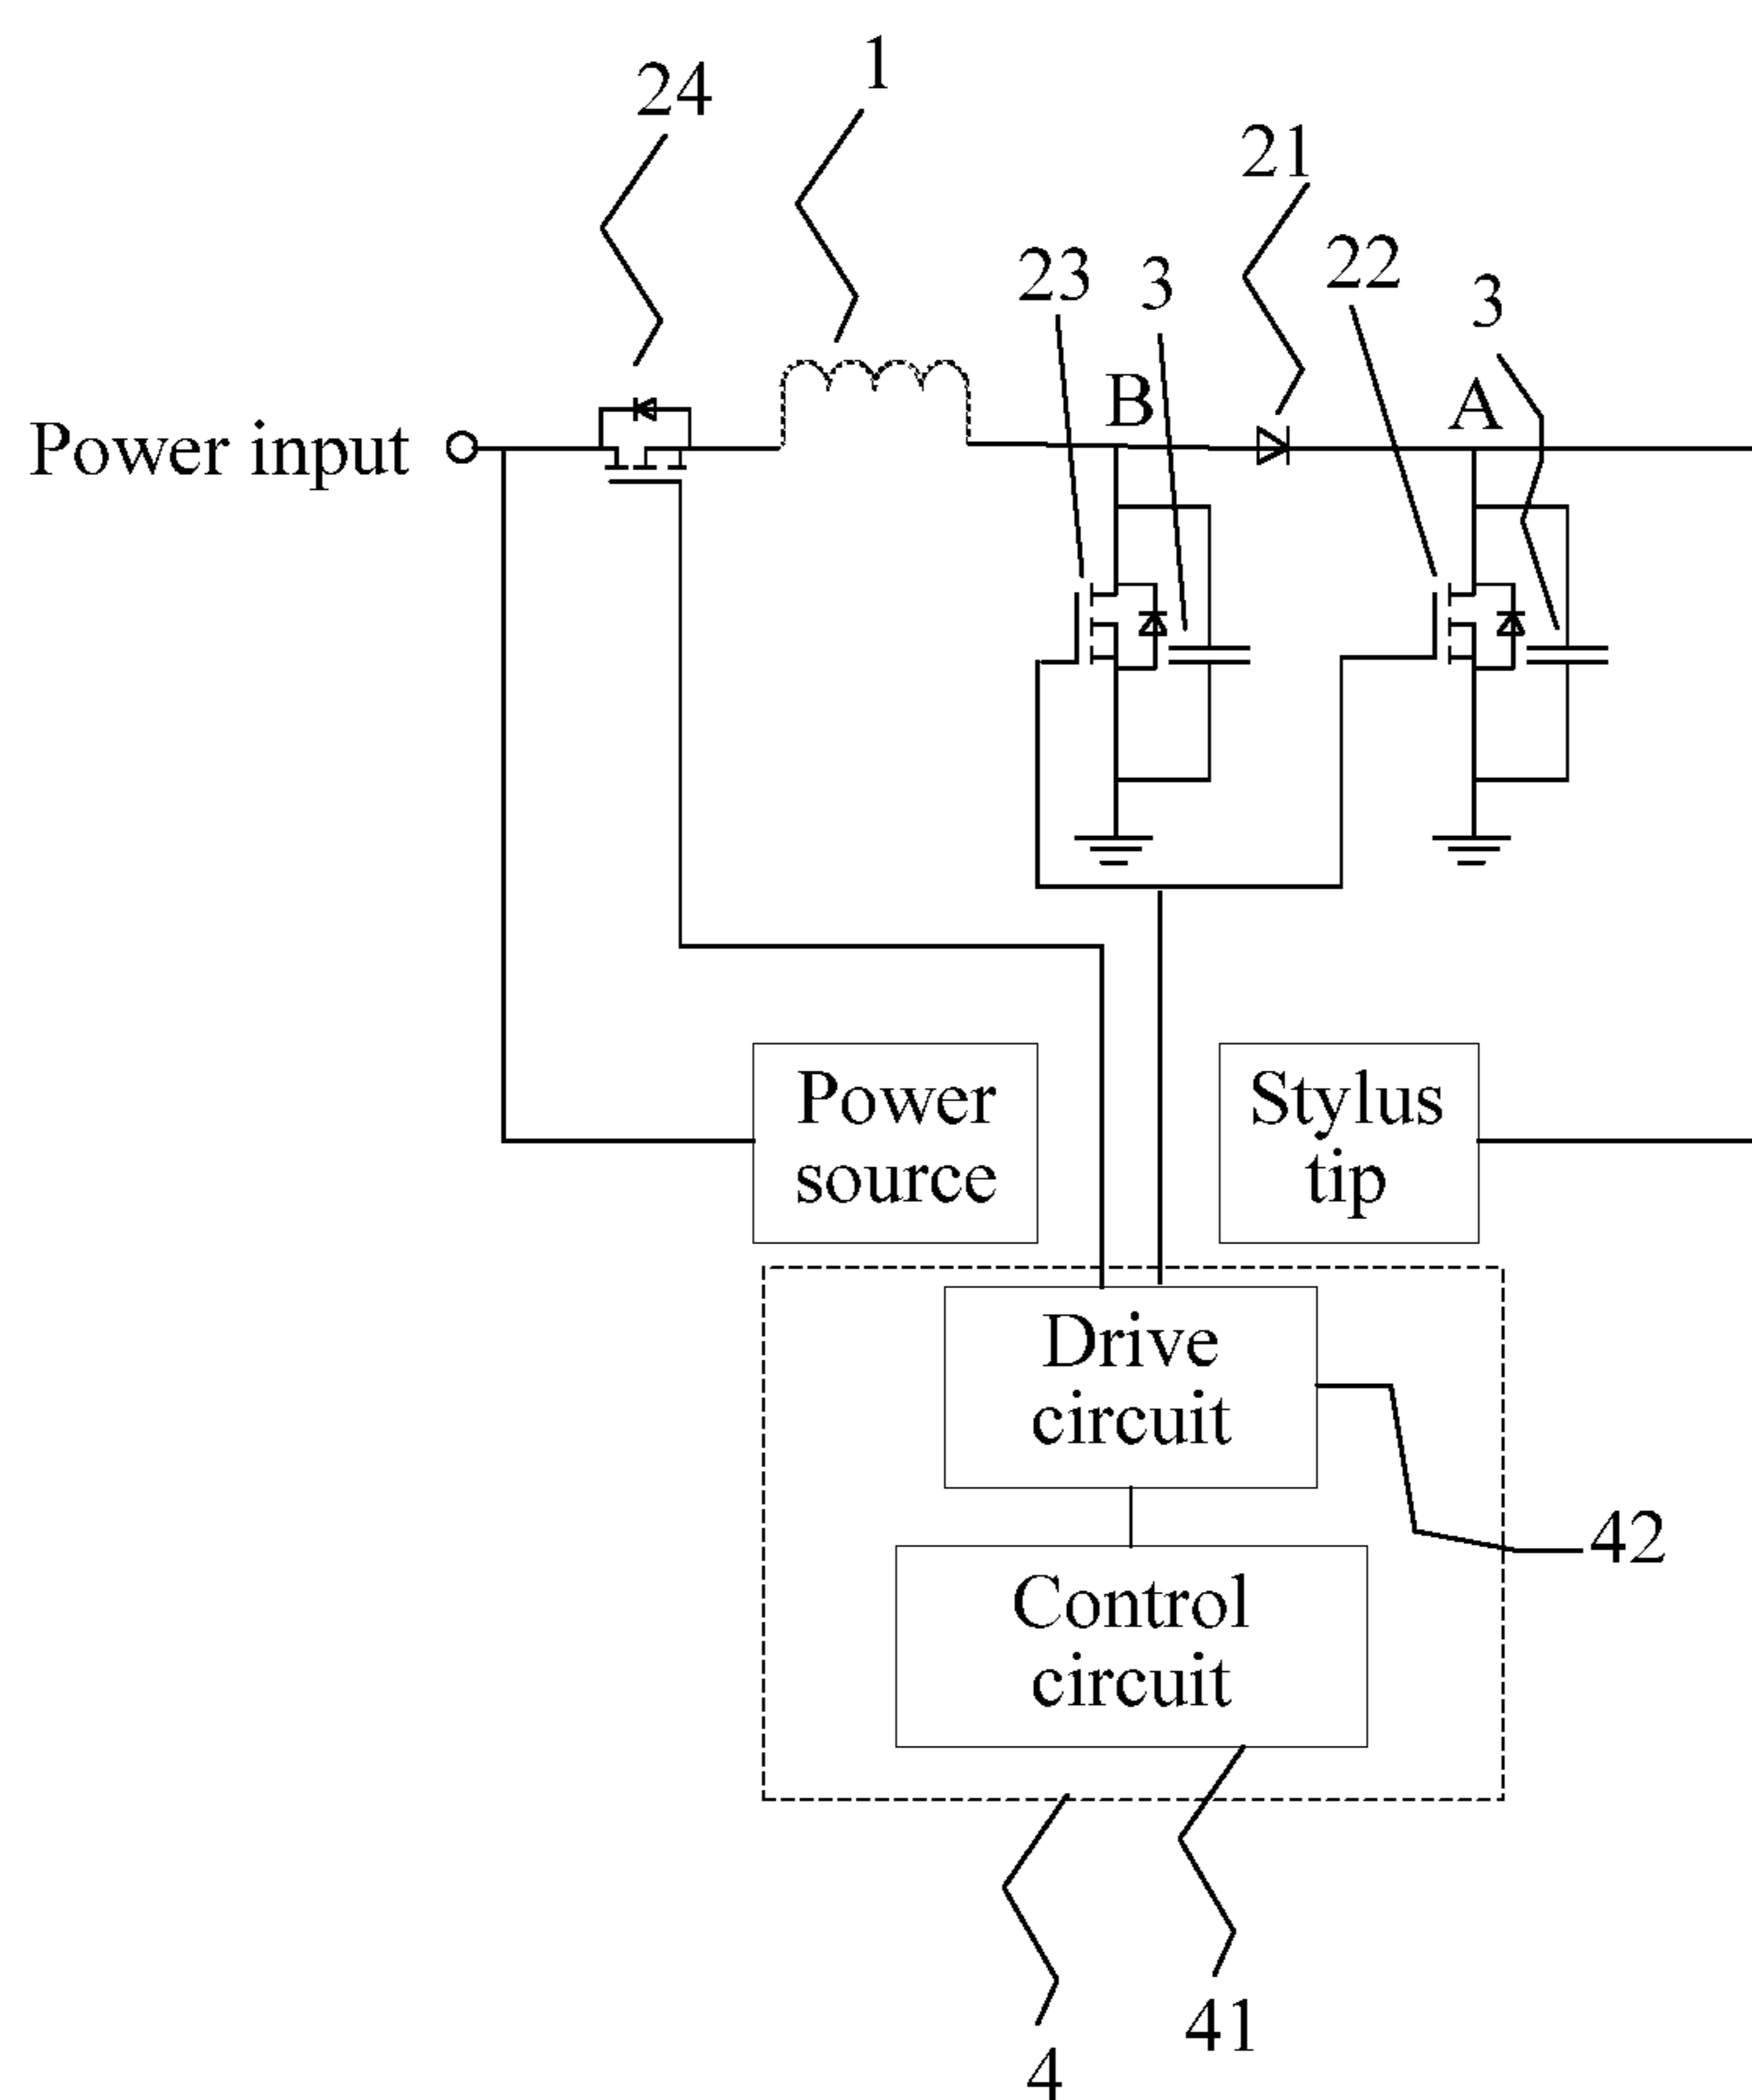 24
1
21
23
3
22
3
B
A
Power input
Power
source
Stylus
tip
Drive
circuit
42
Control
circuit
41
4